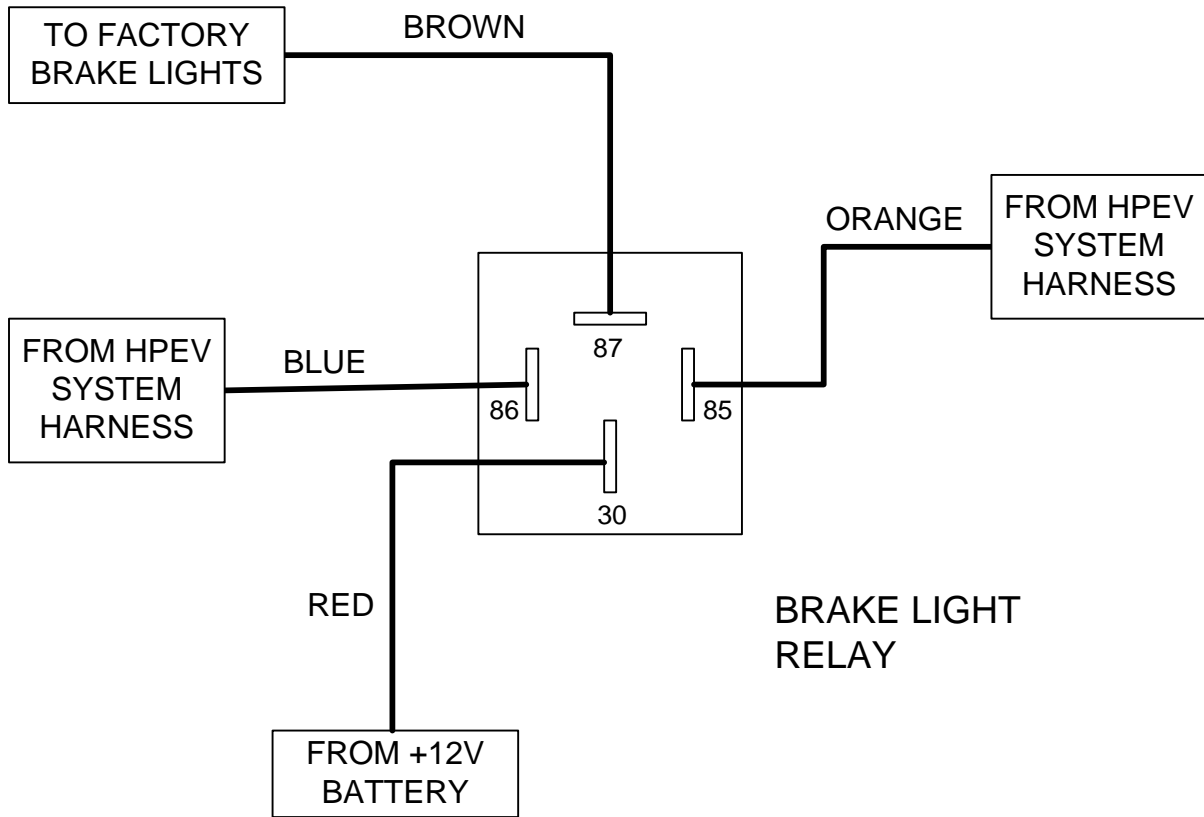 TO FACTORY
BRAKE LIGHTS
BROWN
ORANGE
FROM HPEV
SYSTEM
HARNESS
FROM HPEV
SYSTEM
HARNESS
BLUE
87
86
85
30
RED
BRAKE LIGHT
RELAY
FROM +12V
BATTERY